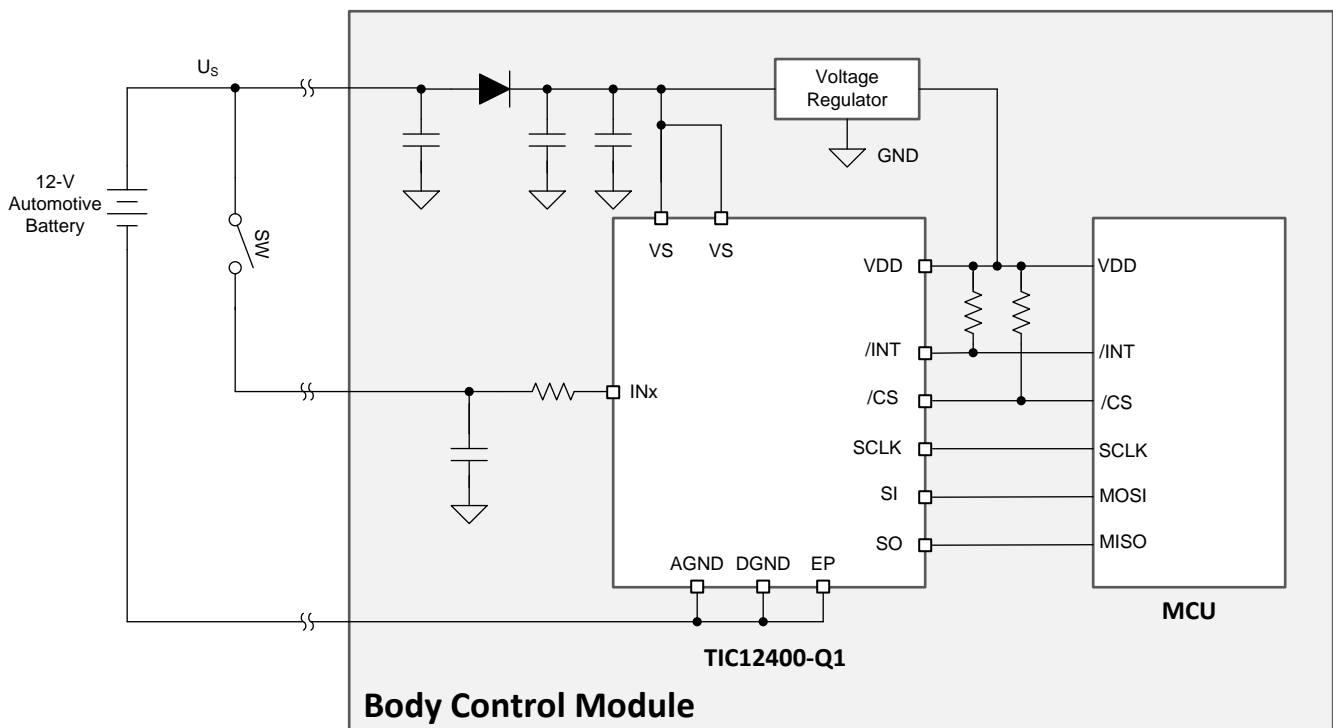 U_S
Voltage
Regulator
GND
12-V
Automotive
Battery
SW
VS
VS
VDD
VDD
/INT
/INT
INx
/CS
/CS
SCLK
SCLK
SI
MOSI
SO
MISO
AGND
DGND
EP
MCU
TIC12400-Q1
Body Control Module